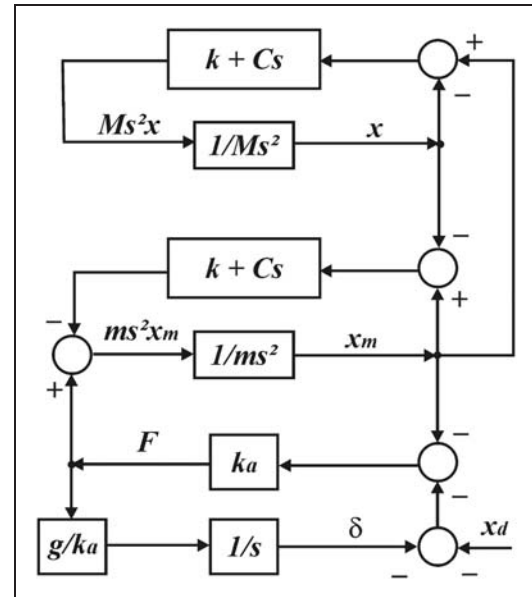 k + Cs
+
−
Ms²x
1/Ms²
x
−
k + Cs
+
−
ms²xm
1/ms²
xm
+
−
F
ka
−
g/ka
1/s
δ
xd
−
−